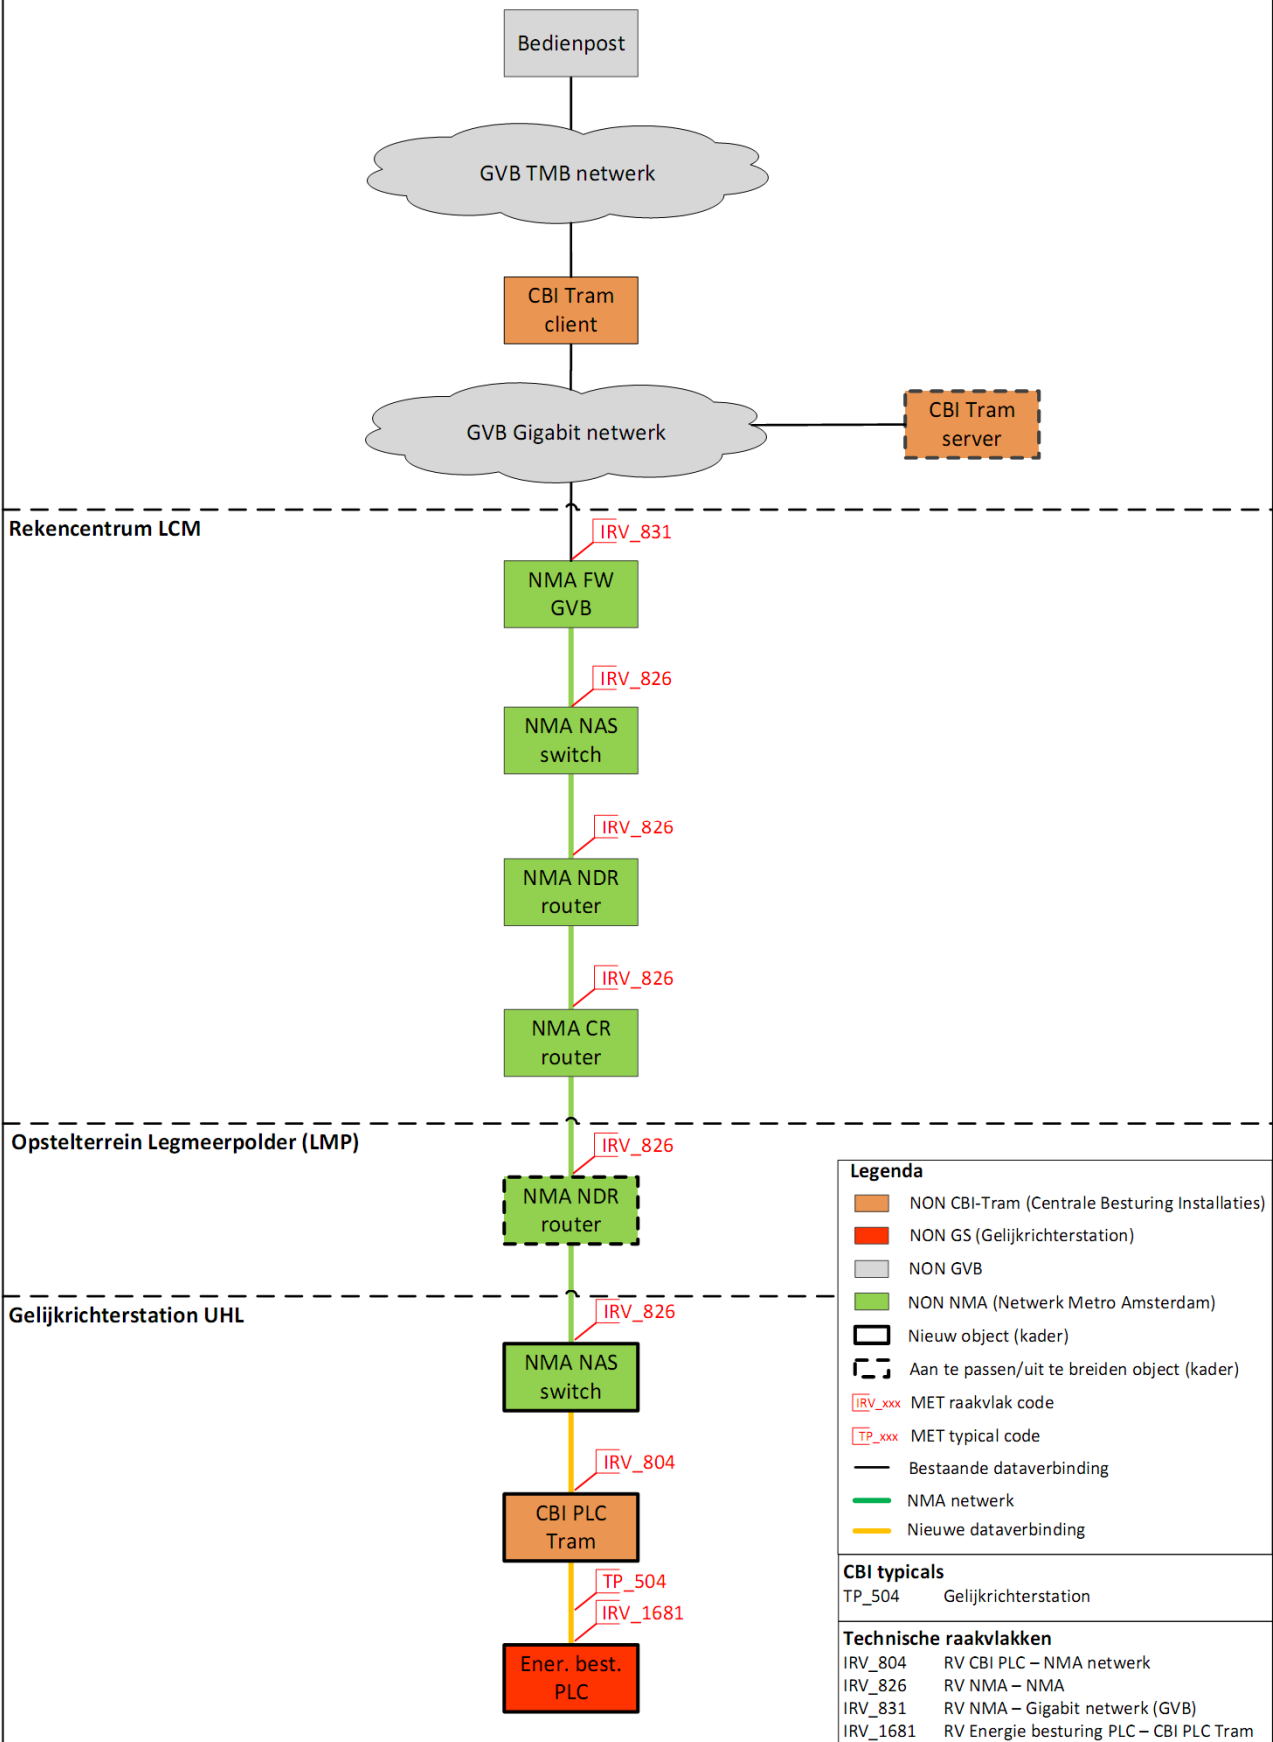 Bedienpost
GVB TMB netwerk
CBI Tram
client
GVB Gigabit netwerk
CBI Tram
server
Rekencentrum LCM
IRV_831
NMA FW
GVB
IRV_826
NMA NAS
switch
IRV_826
NMA NDR
router
IRV_826
NMA CR
router
Opstelterrein Legmeerpolder (LMP)
IRV_826
NMA NDR
router
Gelijkrichterstation UHL
IRV_826
NMA NAS
switch
IRV_804
CBI PLC
Tram
TP_504
IRV_1681
Ener. best.
PLC
Legenda
NON CBI-Tram (Centrale Besturing Installaties)
NON GS (Gelijkrichterstation)
NON GVB
NON NMA (Netwerk Metro Amsterdam)
Nieuw object (kader)
Aan te passen/uit te breiden object (kader)
IRV_xxx MET raakvlak code
TP_xxx MET typical code
Bestaande dataverbinding
NMA netwerk
Nieuwe dataverbinding
CBI typicals
TP_504 Gelijkrichterstation
Technische raakvlakken
IRV_804 RV CBI PLC – NMA netwerk
IRV_826 RV NMA – NMA
IRV_831 RV NMA – Gigabit netwerk (GVB)
IRV_1681 RV Energie besturing PLC – CBI PLC Tram